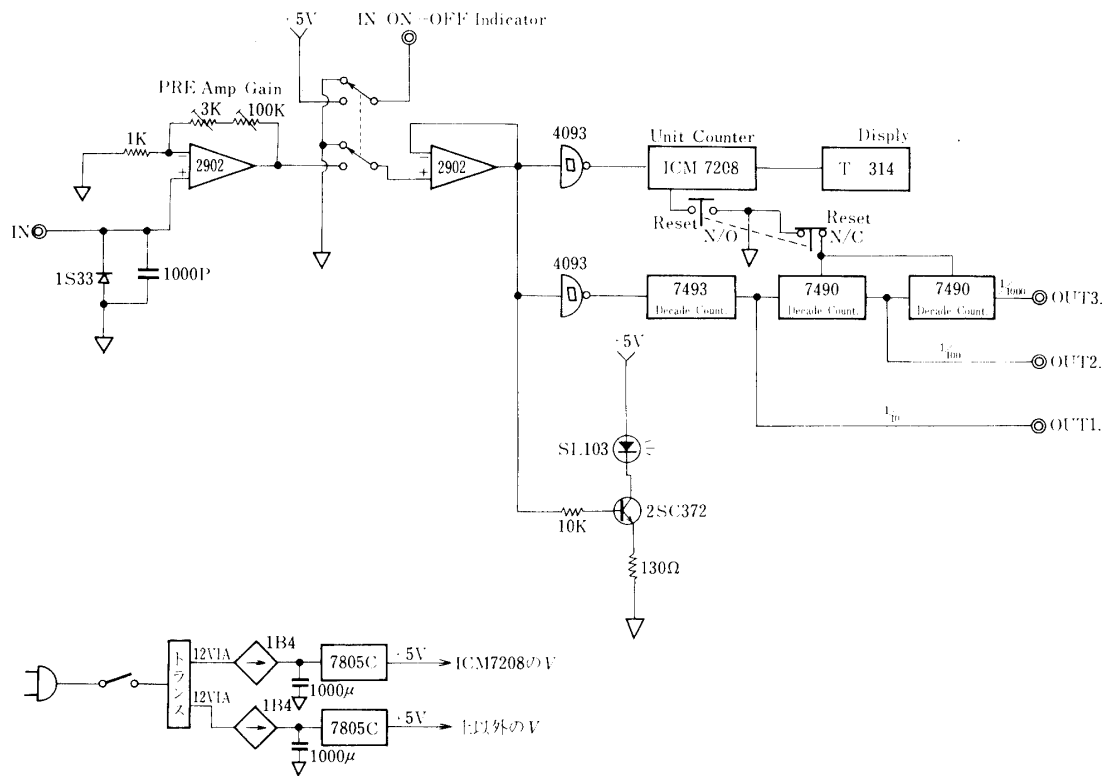 +5V
IN ON-OFF Indicator
PRE Amp Gain
3K
100K
1K
2902
IN
1S33
1000P
2902
4093
Unit Counter
ICM 7208
Disply
T 314
Reset
N/O
Reset
N/C
4093
7493
Decade Count.
7490
Decade Count.
7490
Decade Count.
1/1000
OUT3.
1/100
OUT2.
1/10
OUT1.
+5V
SL103
2SC372
10K
130Ω
トランス
12V1A
1B4
7805C
+5V
ICM7208のV
1000μ
12V1A
1B4
7805C
+5V
上以外のV
1000μ